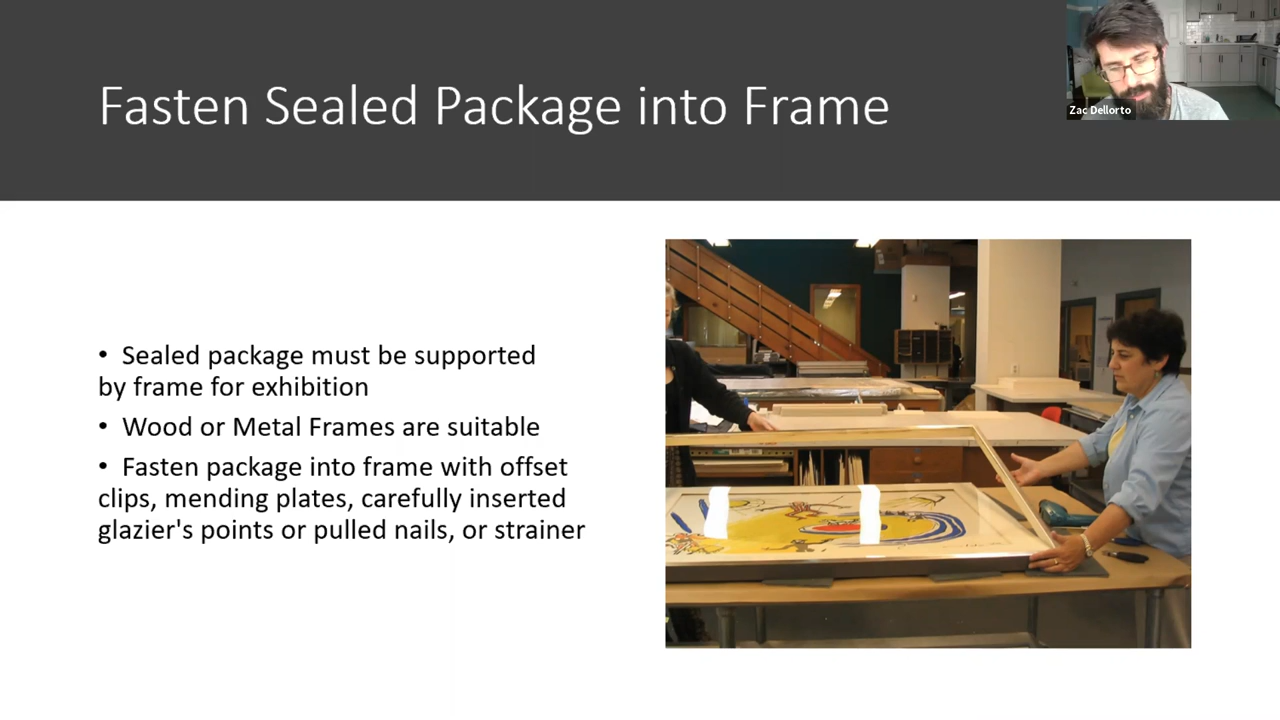 Fasten Sealed Package into Frame
Zac Dellorto
• Sealed package must be supported
by frame for exhibition
• Wood or Metal Frames are suitable
• Fasten package into frame with offset
clips, mending plates, carefully inserted
glazier's points or pulled nails, or strainer